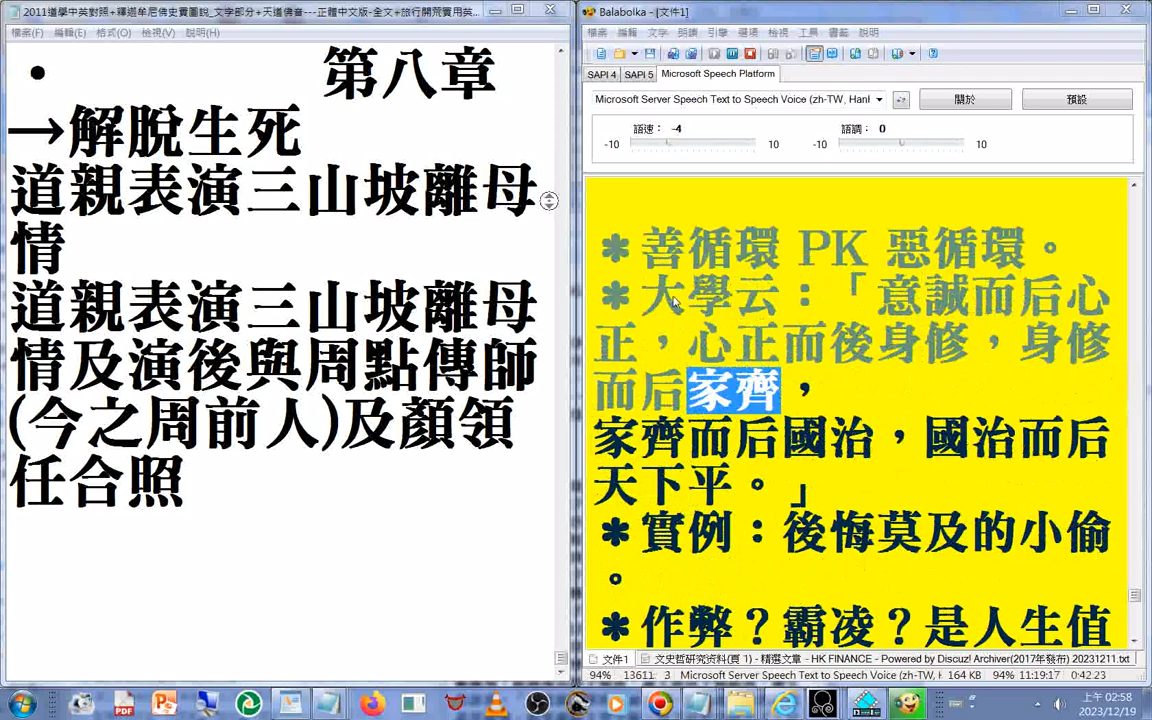 2011道學中英對照+釋迦牟尼佛史實圖說_文字部分+天道佛音---正體中文版-全文+旅行開荒實用英...
檔案(F) 編輯(E) 格式(O) 檢視(V) 說明(H)
• 第八章
→解脫生死
道親表演三山坡離母
情
道親表演三山坡離母
情及演後與周點傳師
(今之周前人)及顏領
任合照
Balabolka - [文件1]
檔案 編輯 文字 朗讀 引擎 選項 檢視 工具 書籤 說明
SAPI 4 SAPI 5 Microsoft Speech Platform
Microsoft Server Speech Text to Speech Voice (zh-TW, Hanl 關於 預設
語速： -4 語調： 0
-10 10 -10 10
＊善循環 PK 惡循環。
＊大學云：「意誠而后心
正，心正而後身修，身修
而后家齊，
家齊而后國治，國治而后
天下平。」
＊實例：後悔莫及的小偷
。
＊作弊？霸凌？是人生值
文件1 文史哲研究资料(頁 1) - 精選文章 - HK FINANCE - Powered by Discuz! Archiver(2017年發布) 20231211.txt
94% 13611: 3 Microsoft Server Speech Text to Speech Voice (zh-TW, H 164 KB 94% 11:19:17 0:42:23
上午 02:58
2023/12/19